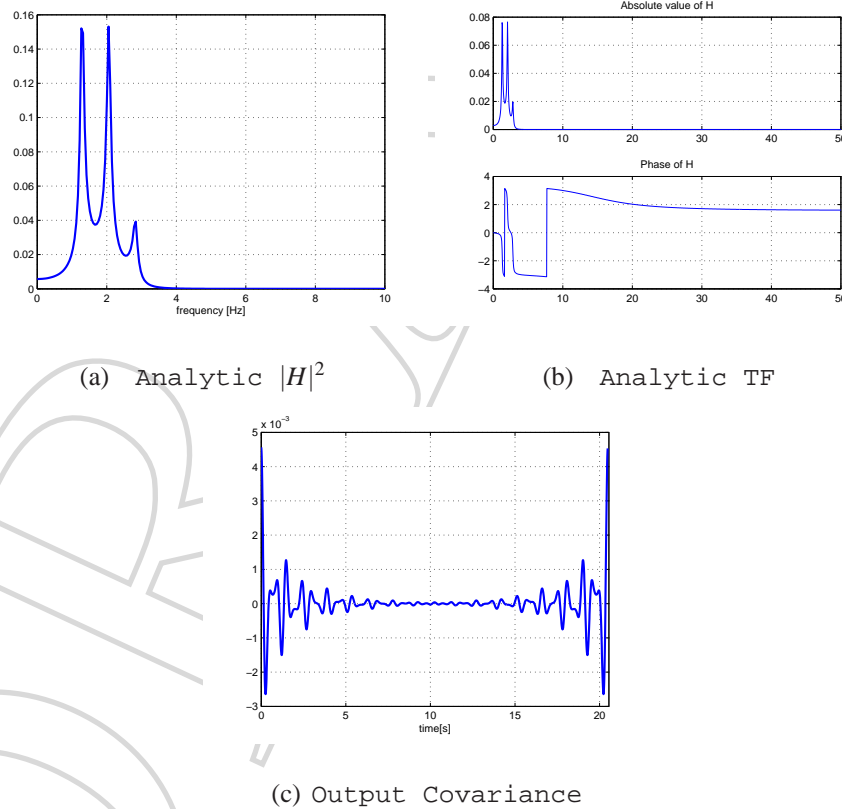 0.16
0.14
0.12
0.1
0.08
0.06
0.04
0.02
0
0 2 4 6 8 10
frequency [Hz]
(a) Analytic |H|²
Absolute value of H
0.08
0.06
0.04
0.02
0
0 10 20 30 40 50
Phase of H
4
2
0
−2
−4
0 10 20 30 40 50
(b) Analytic TF
x 10⁻³
5
4
3
2
1
0
−1
−2
−3
0 5 10 15 20
time[s]
(c) Output Covariance